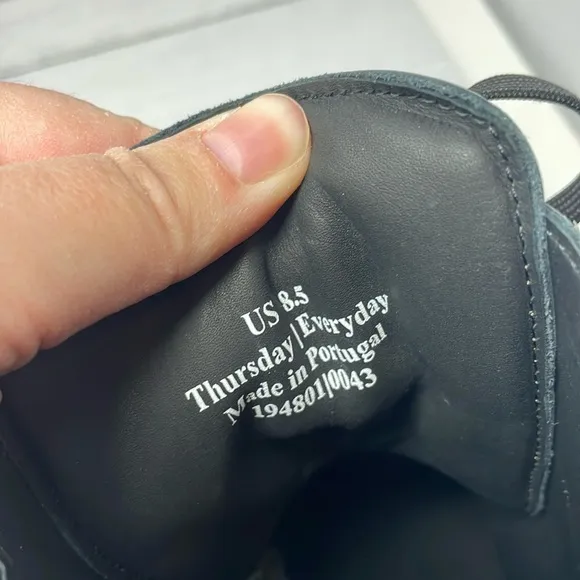 US 8.5
Thursday|Everyday
Made in Portugal
194801|0043